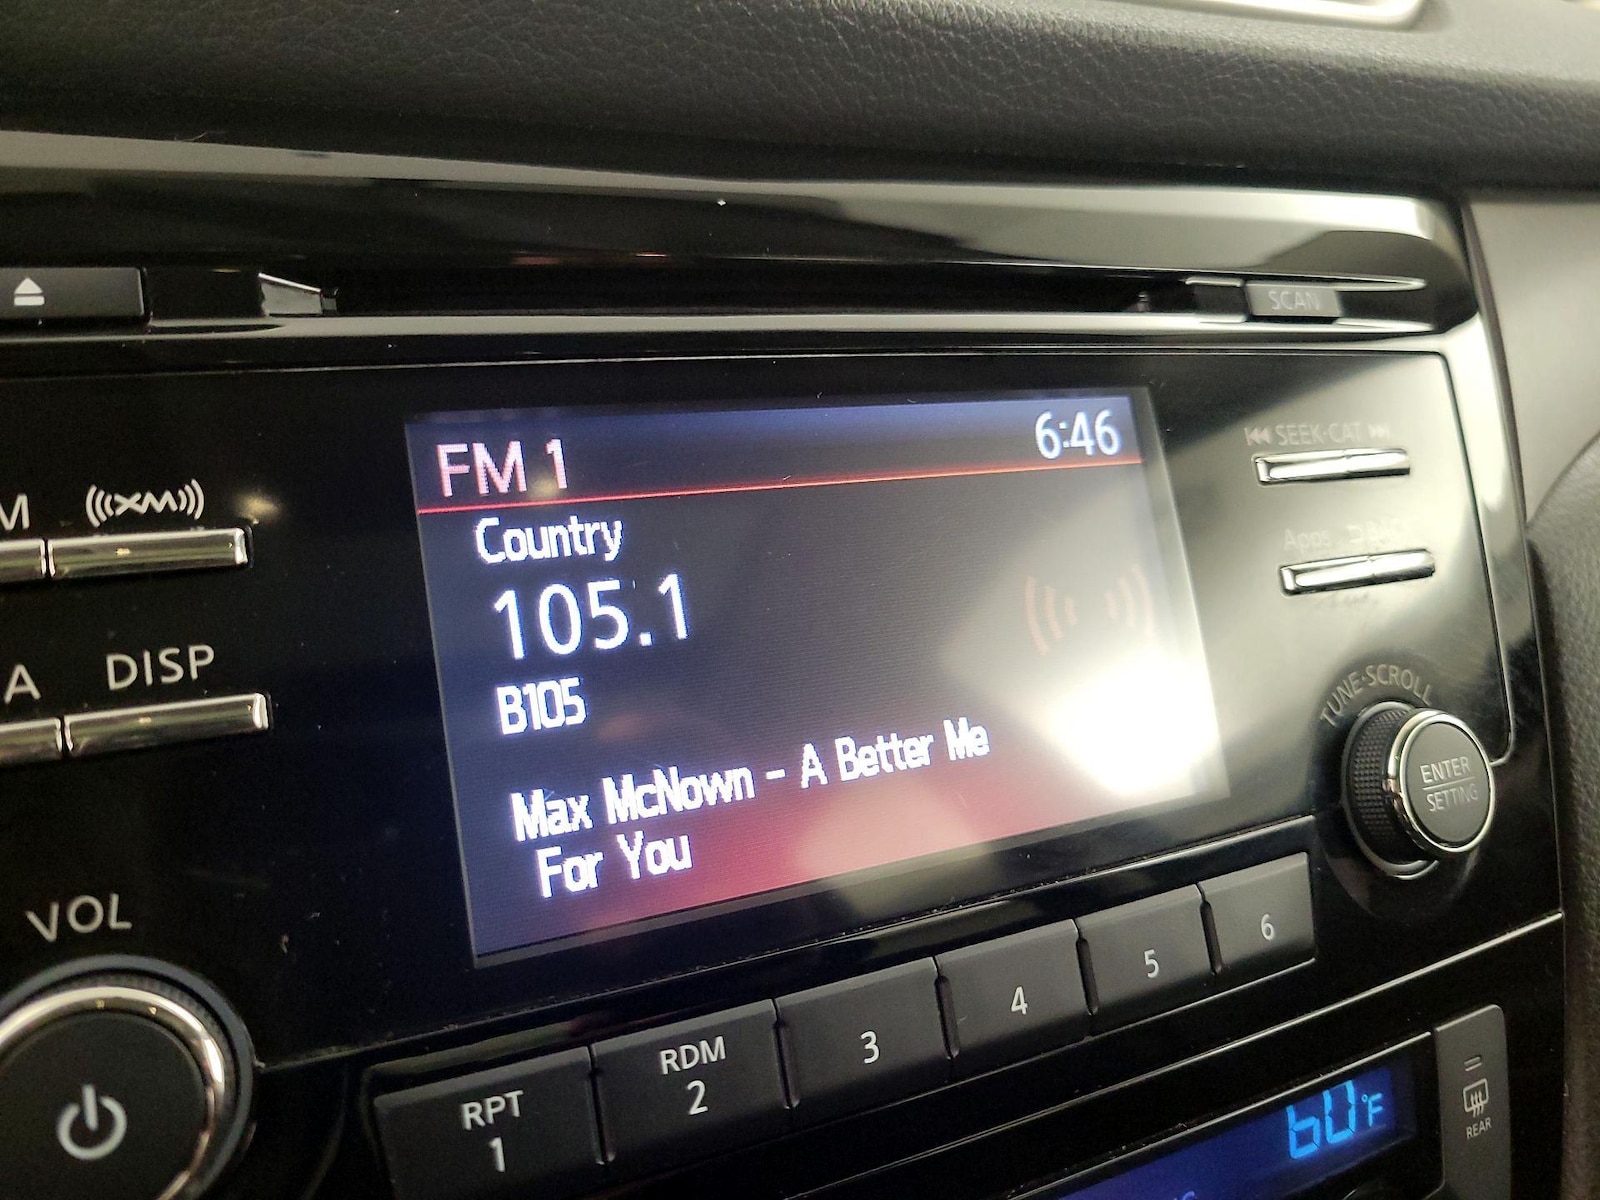 SCAN
FM 1 6:46
SEEK·CAT
M XM
Country
105.1
Apps
A DISP
B105
TUNE·SCROLL
Max McNown - A Better Me
For You
ENTER
SETTING
VOL
RPT 1
RDM 2
3
4
5
6
60°F
REAR